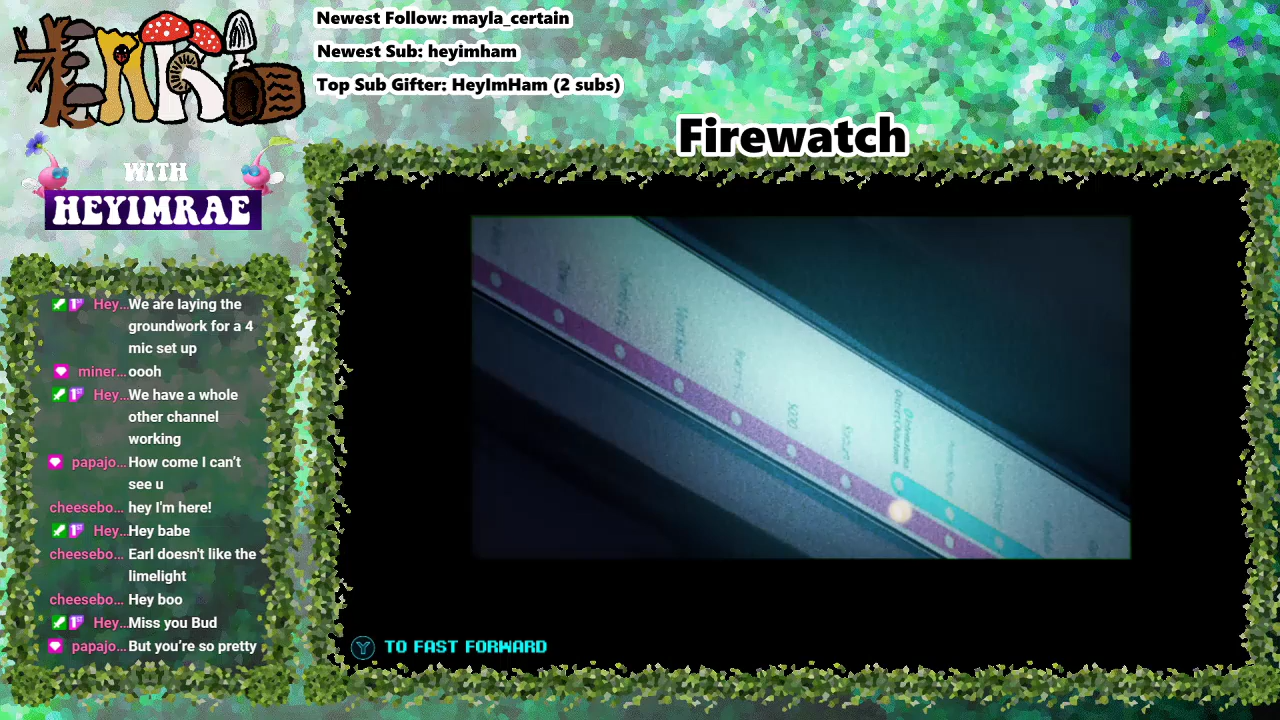 Newest Follow: mayla_certain
Newest Sub: heyimham
Top Sub Gifter: HeyImHam (2 subs)
Firewatch
WITH
HEYIMRAE
Hey...We are laying the
groundwork for a 4
mic set up
miner...oooh
Hey...We have a whole
other channel
working
papajo...How come I can't
see u
cheesebo... hey I'm here!
Hey...Hey babe
cheesebo... Earl doesn't like the
limelight
cheesebo... Hey boo
Hey...Miss you Bud
papajo...But you're so pretty
Y TO FAST FORWARD